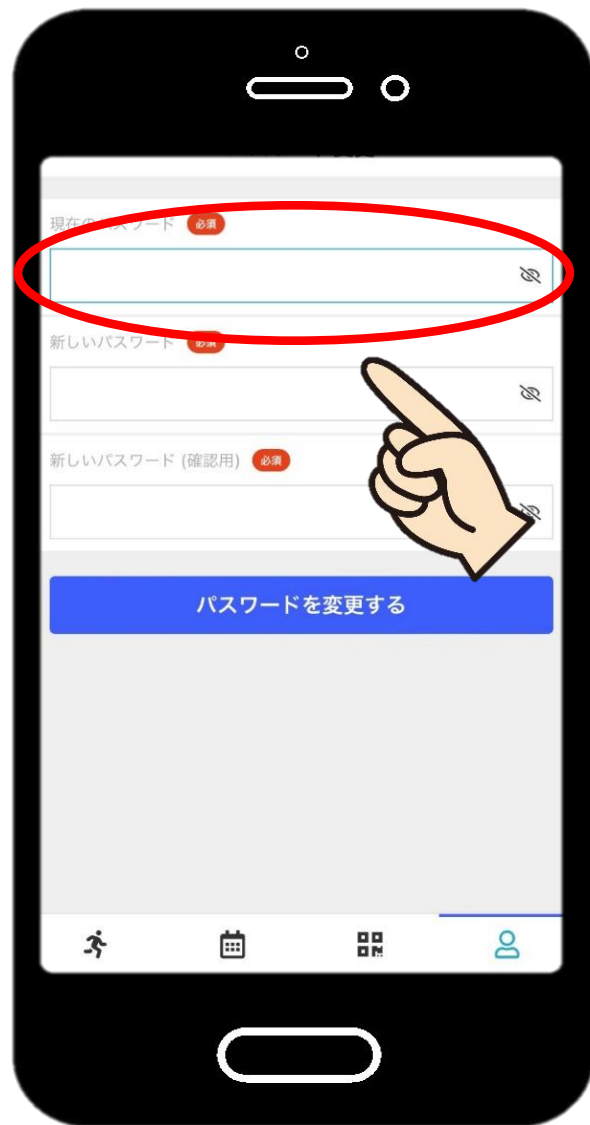 現在のパスワード 必須
新しいパスワード 必須
新しいパスワード (確認用) 必須
パスワードを変更する